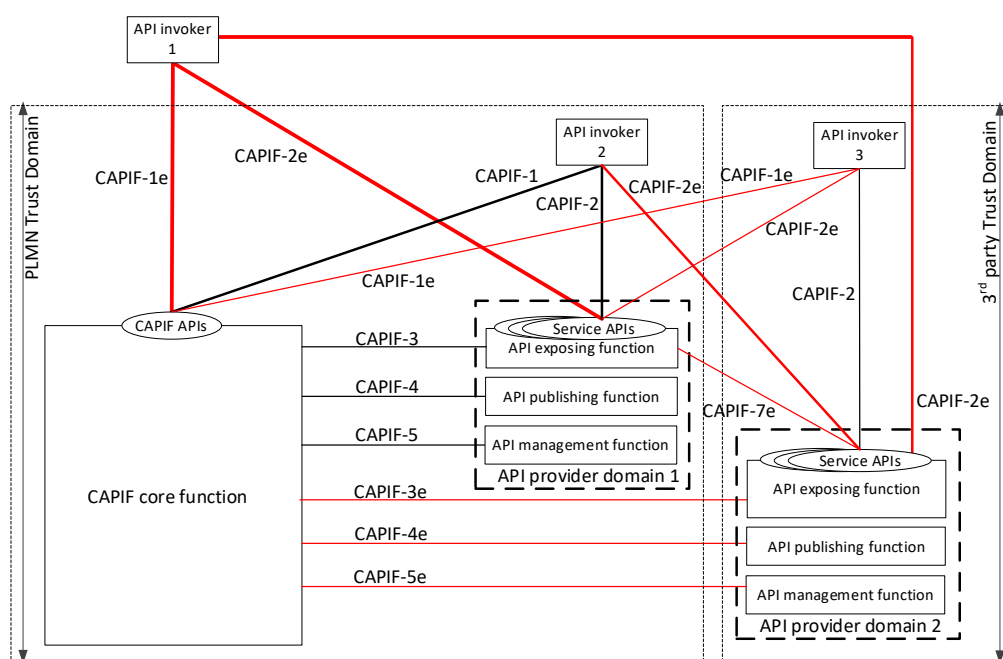 API invoker
1
PLMN Trust Domain
3rd party Trust Domain
API invoker
2
API invoker
3
CAPIF-1e
CAPIF-2e
CAPIF-1
CAPIF-2
CAPIF-2e
CAPIF-1e
CAPIF-2e
CAPIF-1e
CAPIF-2
CAPIF APIs
Service APIs
API exposing function
API publishing function
API management function
API provider domain 1
CAPIF-3
CAPIF-4
CAPIF-5
CAPIF-7e
CAPIF-2e
CAPIF core function
Service APIs
API exposing function
API publishing function
API management function
API provider domain 2
CAPIF-3e
CAPIF-4e
CAPIF-5e